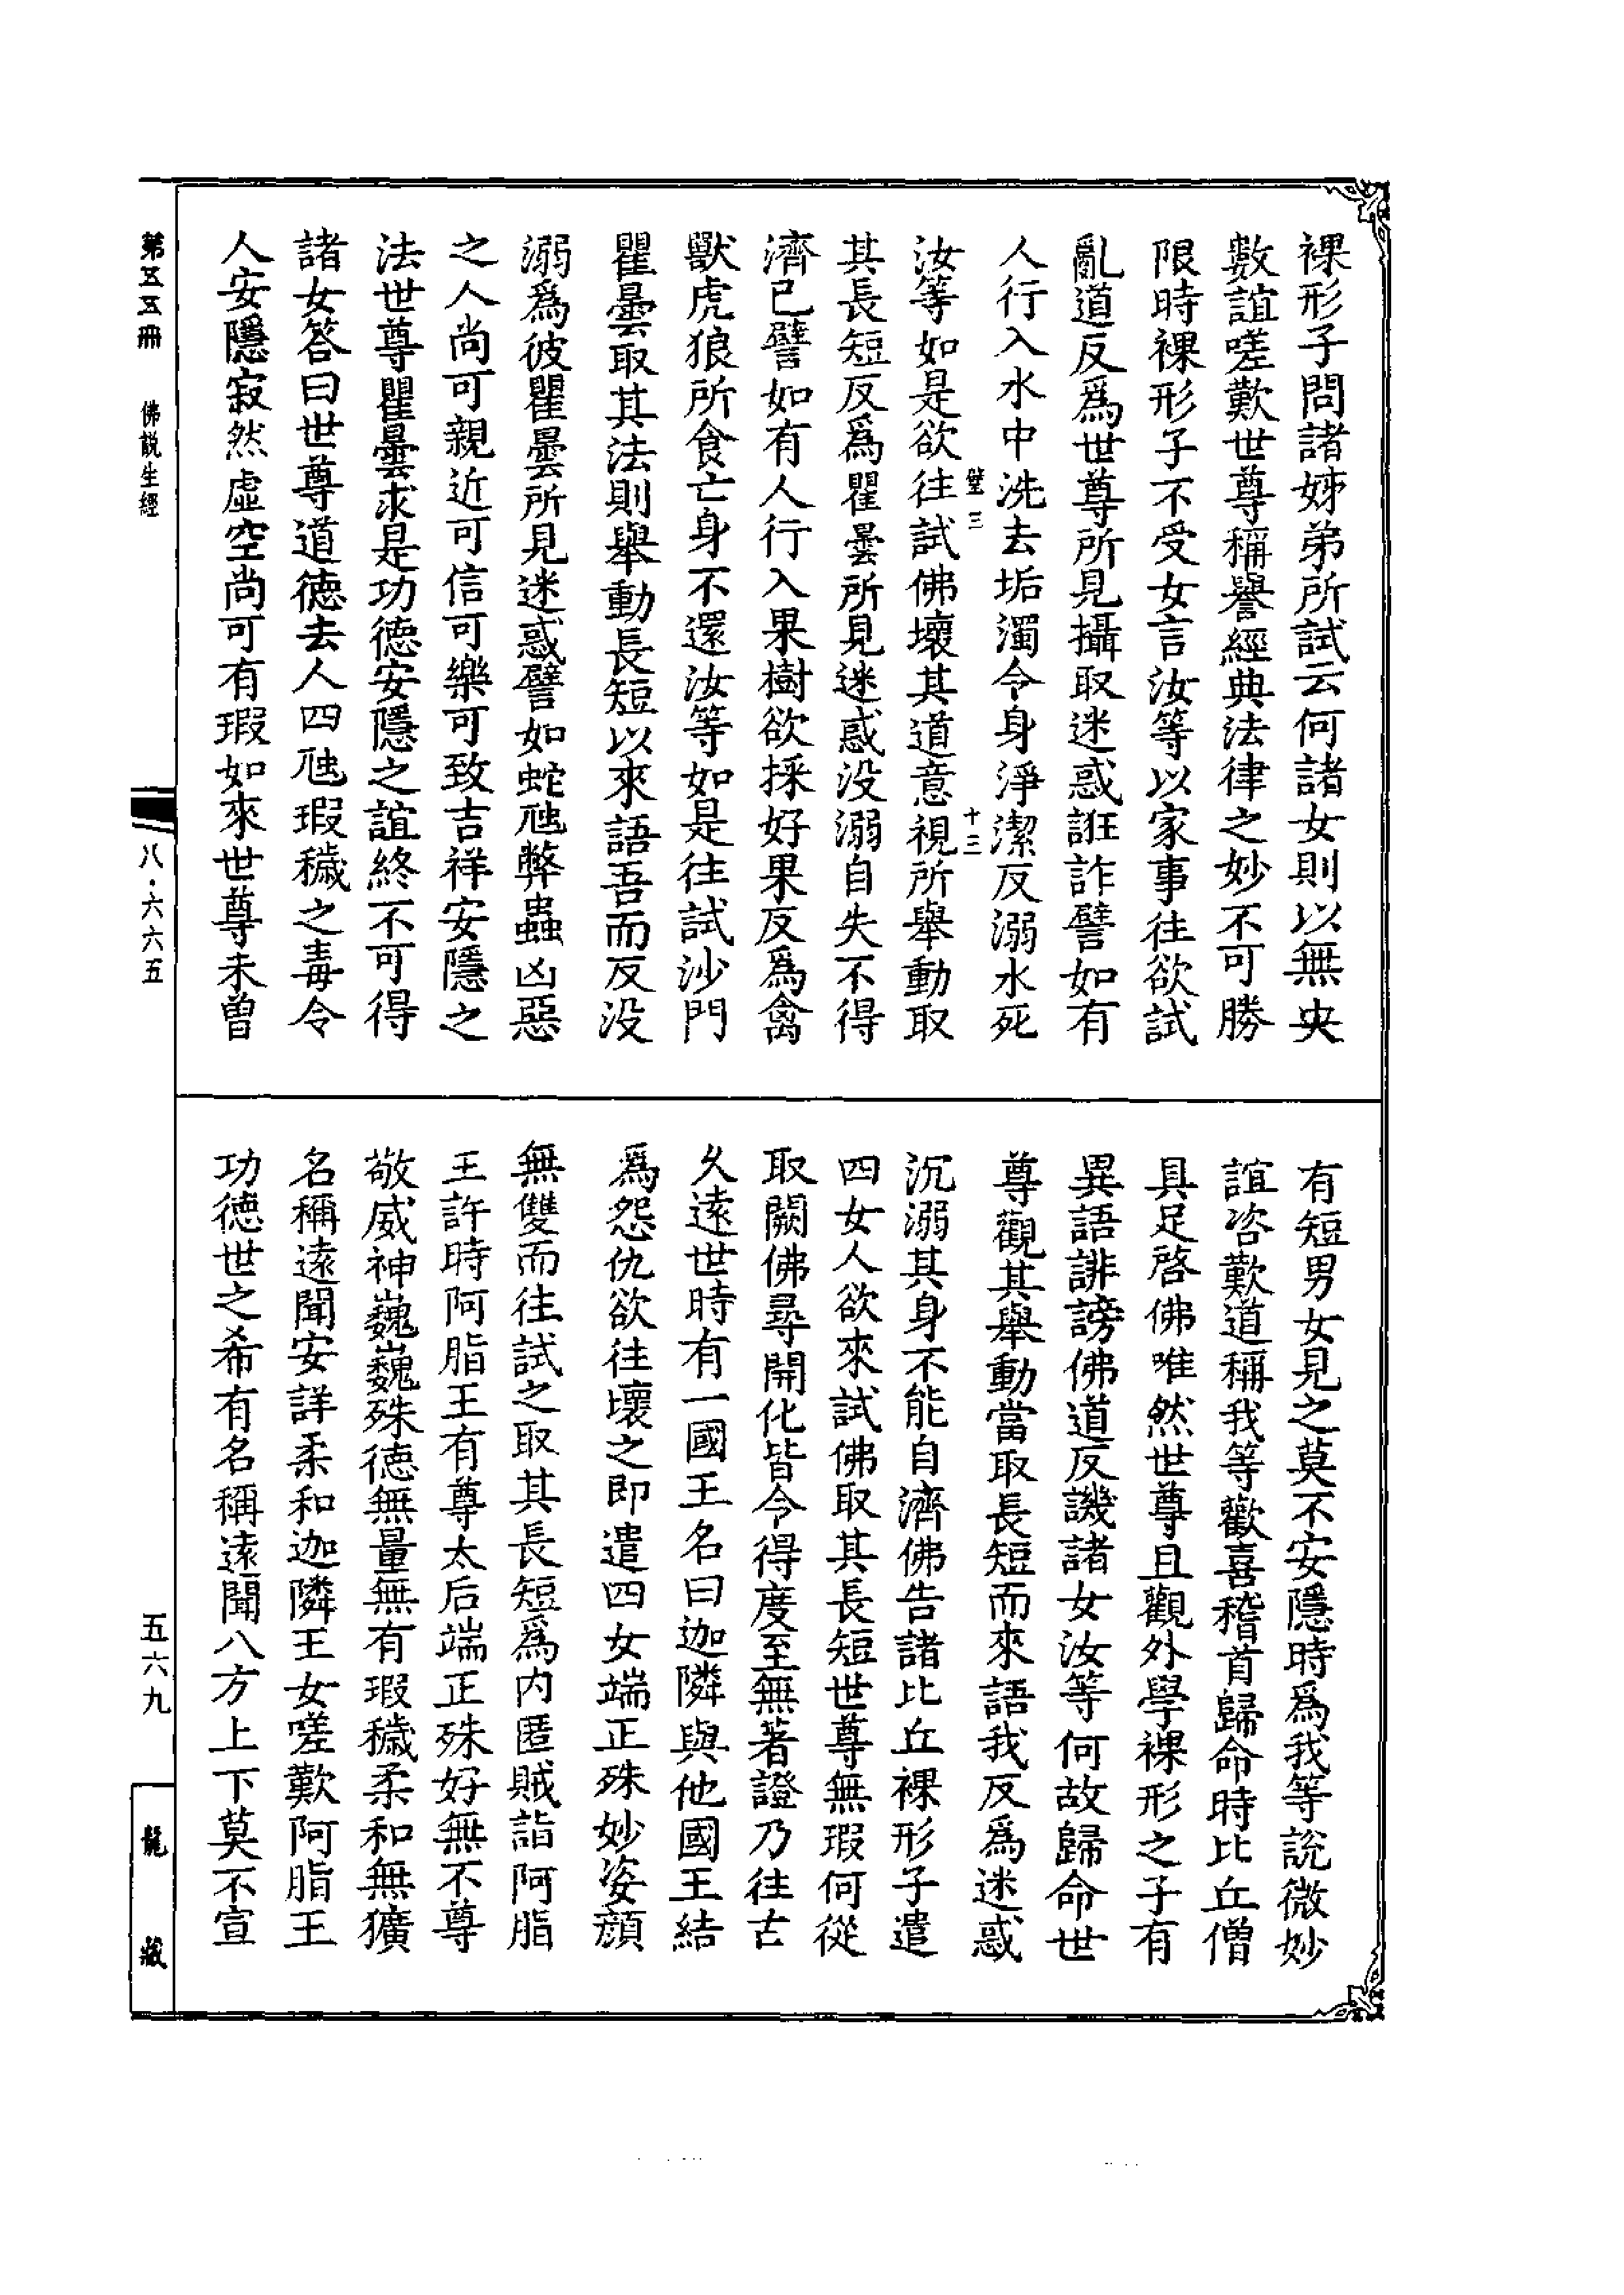 裸形子問諸姊弟所試云何諸女則以無央
數誼嗟歎世尊稱譽經典法律之妙不可勝
限時裸形子不受女言汝等以家事往欲試
亂道反爲世尊所見攝取迷惑誑詐譬如有
人行入水中洗去垢濁令身淨潔反溺水死
汝等如是欲往試佛壞其道意視所舉動取
其長短反爲瞿曇所見迷惑没溺自失不得
濟已譬如有人行入果樹欲採好果反爲禽
獸虎狼所食亡身不還汝等如是往試沙門
瞿曇取其法則舉動長短以來語吾而反没
溺爲彼瞿曇所見迷惑譬如蛇虺弊蟲凶惡
之人尚可親近可信可樂可致吉祥安隱之
法世尊瞿曇求是功德安隱之誼終不可得
諸女答曰世尊道德去人四虺瑕穢之毒令
人安隱寂然虛空尚可有瑕如來世尊未曾
有短男女見之莫不安隱時爲我等說微妙
誼咨歎道稱我等歡喜稽首歸命時比丘僧
具足啓佛唯然世尊且觀外學裸形之子有
異語誹謗佛道反譏諸女汝等何故歸命世
尊觀其舉動當取長短而來語我反爲迷惑
沉溺其身不能自濟佛告諸比丘裸形子遣
四女人欲來試佛取其長短世尊無瑕何從
取闕佛尋開化皆令得度至無著證乃往古
久遠世時有一國王名曰迦隣與他國王結
爲怨仇欲往壞之即遣四女端正殊妙姿顔
無雙而往試之取其長短爲内匿賊詣阿脂
王許時阿脂王有尊太后端正殊好無不尊
敬威神巍巍殊德無量無有瑕穢柔和無獷
名稱遠聞安詳柔和迦隣王女嗟歎阿脂王
功德世之希有名稱遠聞八方上下莫不宣
璧三
十三
第五五冊
佛説生經
八·六六五
五六九
龍藏